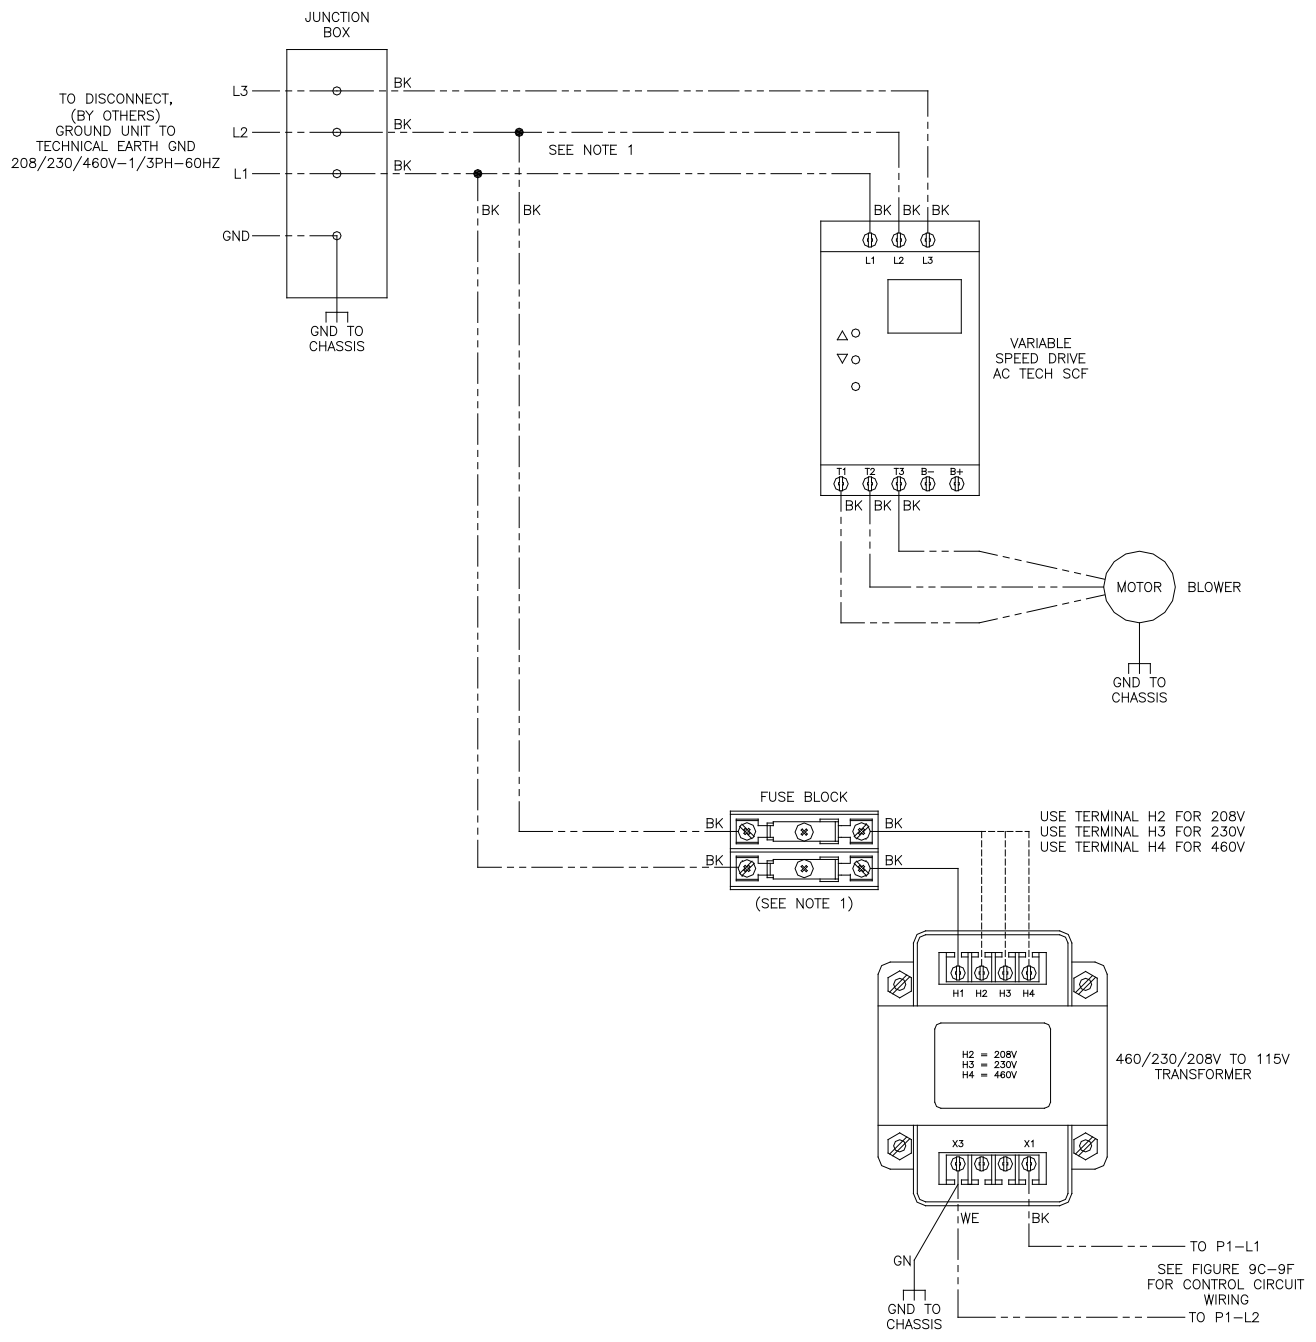 JUNCTION
BOX
TO DISCONNECT,
(BY OTHERS)
GROUND UNIT TO
TECHNICAL EARTH GND
208/230/460V-1/3PH-60HZ
L3
BK
L2
BK
L1
BK
SEE NOTE 1
BK
BK
BK
BK
BK
GND
GND TO
CHASSIS
L1
L2
L3
VARIABLE
SPEED DRIVE
AC TECH SCF
T1
T2
T3
B-
B+
BK
BK
BK
MOTOR
BLOWER
GND TO
CHASSIS
FUSE BLOCK
BK
BK
BK
BK
(SEE NOTE 1)
USE TERMINAL H2 FOR 208V
USE TERMINAL H3 FOR 230V
USE TERMINAL H4 FOR 460V
H1
H2
H3
H4
H2 = 208V
H3 = 230V
H4 = 460V
460/230/208V TO 115V
TRANSFORMER
X3
X1
WE
BK
GN
GND TO
CHASSIS
TO P1-L1
SEE FIGURE 9C-9F
FOR CONTROL CIRCUIT
WIRING
TO P1-L2